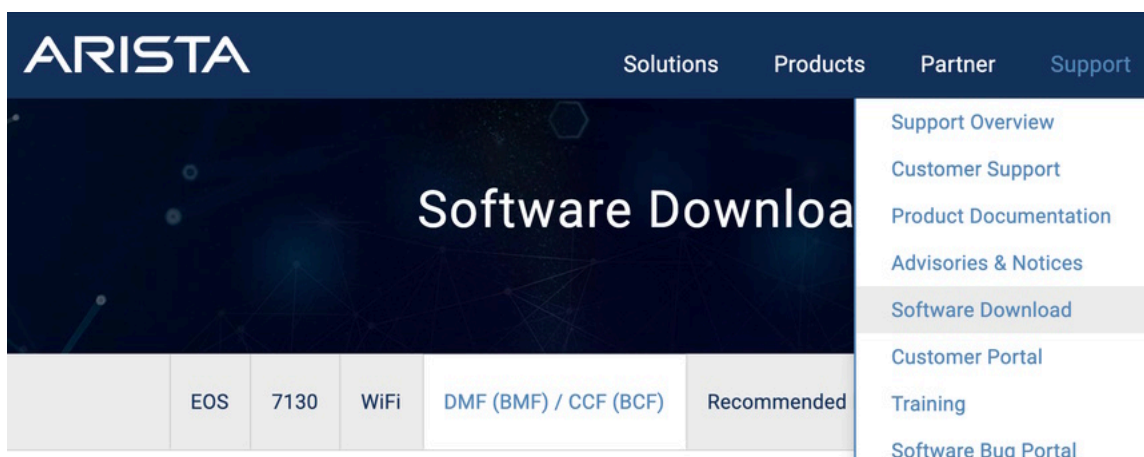 ARISTA
Solutions Products Partner Support
Software Downloa
Support Overview
Customer Support
Product Documentation
Advisories & Notices
Software Download
Customer Portal
Training
Software Bug Portal
EOS 7130 WiFi DMF (BMF) / CCF (BCF) Recommended